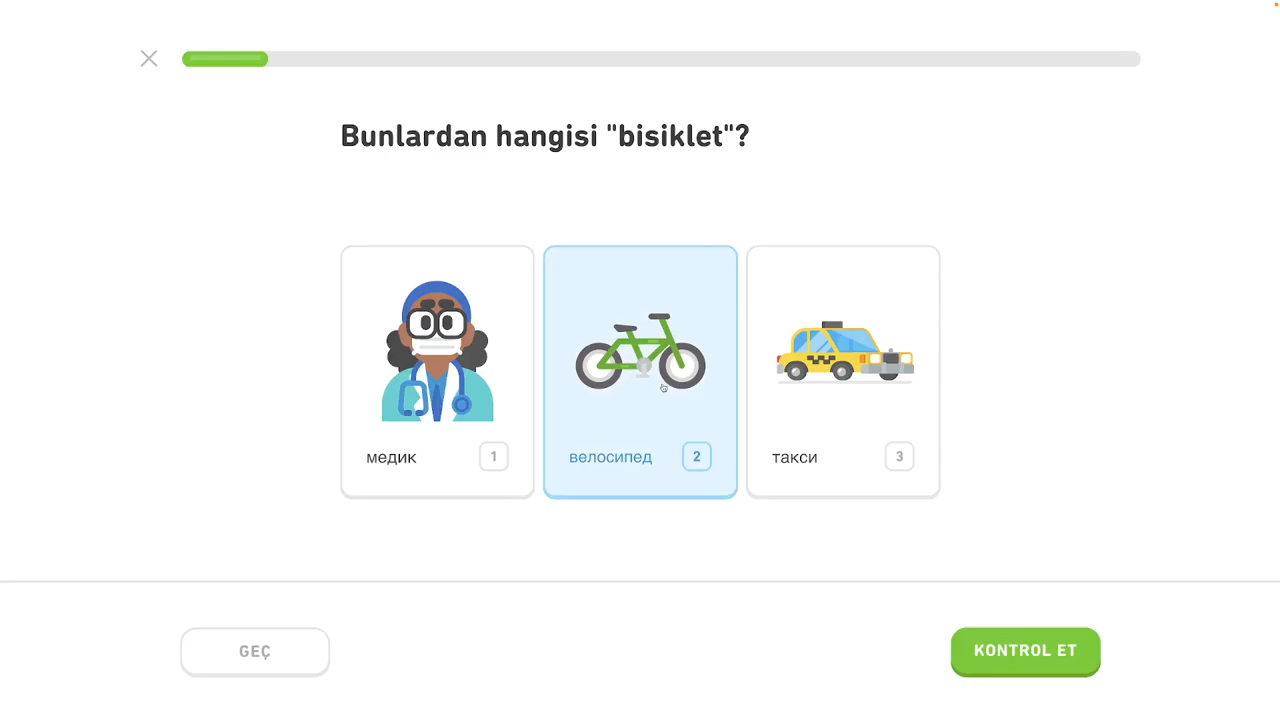 Bunlardan hangisi "bisiklet"?
медик 1
велосипед 2
такси 3
GEÇ
KONTROL ET